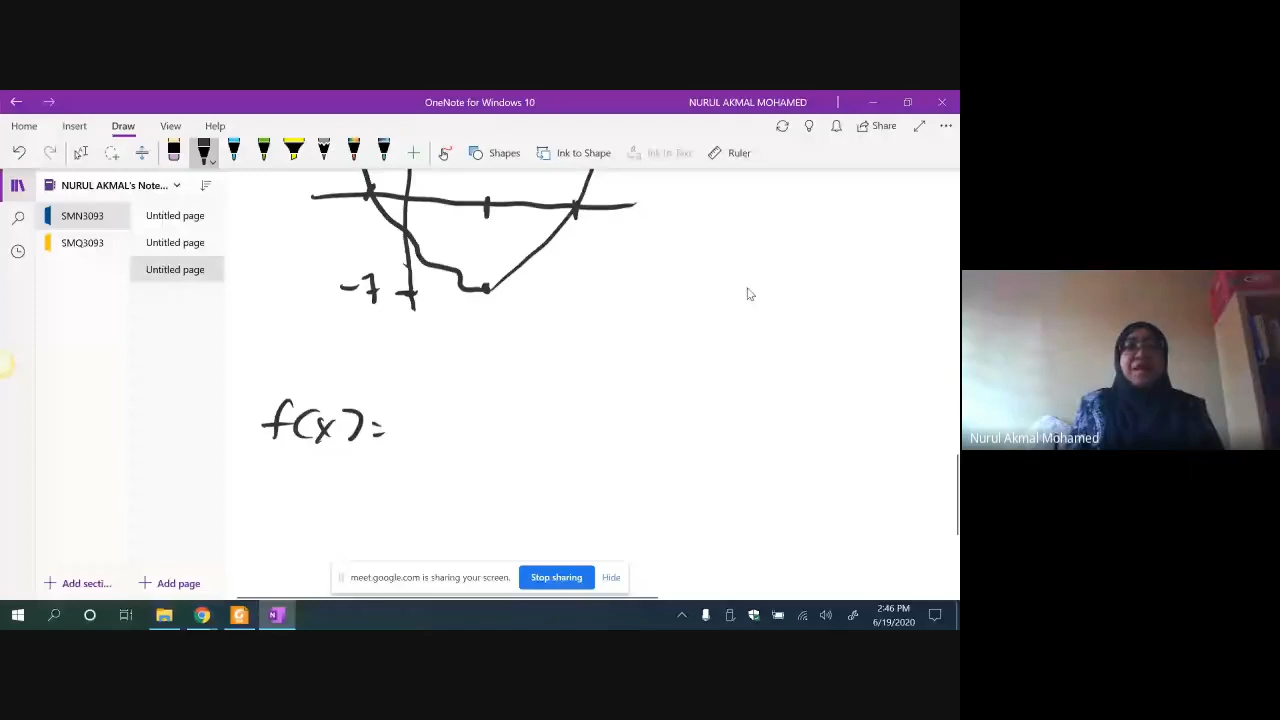 OneNote for Windows 10
NURUL AKMAL MOHAMED
Home Insert Draw View Help
Share
Shapes
Ink to Shape
Ink to Text
Ruler
NURUL AKMAL's Note...
SMN3093
SMQ3093
Untitled page
Untitled page
Untitled page
-7
f(x)=
Nurul Akmal Mohamed
Add secti...
Add page
meet.google.com is sharing your screen.
Stop sharing
Hide
2:46 PM
6/19/2020